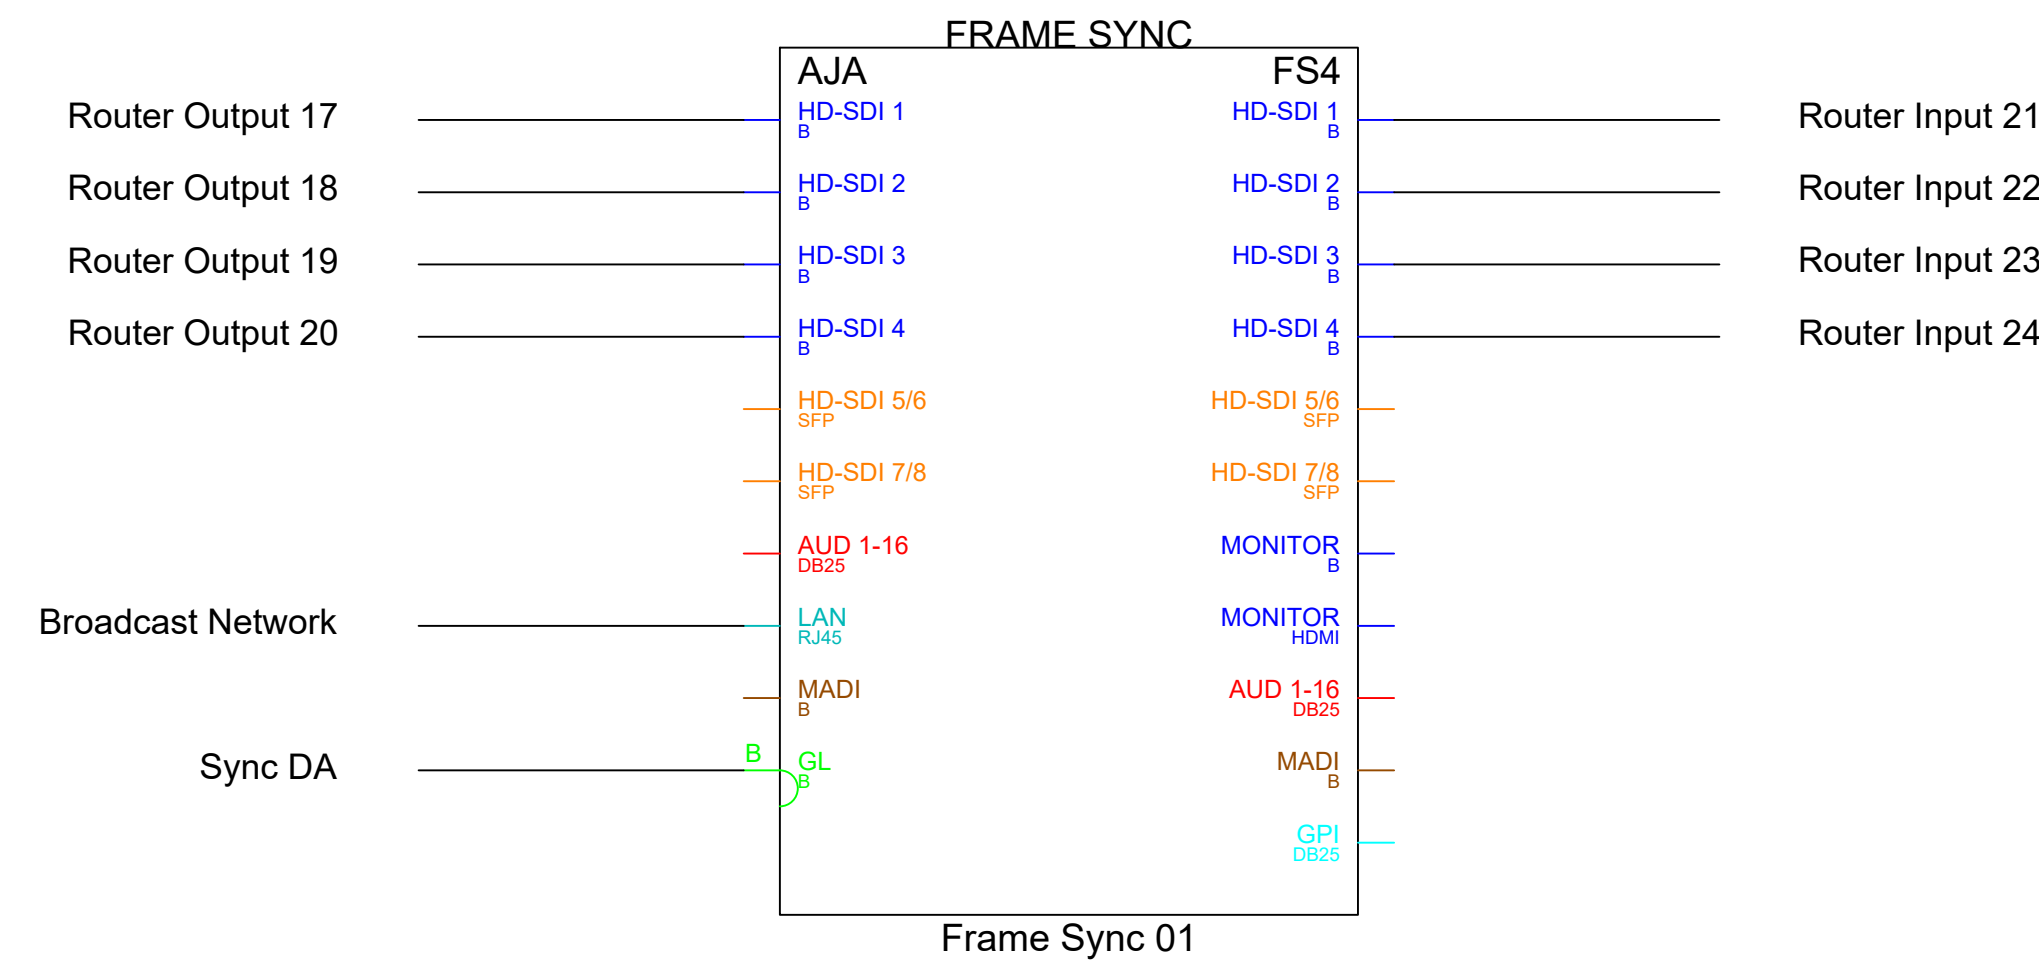 FRAME SYNC
AJA FS4
Router Output 17 HD-SDI 1 HD-SDI 1 Router Input 21
B B
Router Output 18 HD-SDI 2 HD-SDI 2 Router Input 22
B B
Router Output 19 HD-SDI 3 HD-SDI 3 Router Input 23
B B
Router Output 20 HD-SDI 4 HD-SDI 4 Router Input 24
B B
HD-SDI 5/6 HD-SDI 5/6
SFP SFP
HD-SDI 7/8 HD-SDI 7/8
SFP SFP
AUD 1-16 MONITOR
DB25 B
Broadcast Network LAN MONITOR
RJ45 HDMI
MADI AUD 1-16
B DB25
Sync DA B GL MADI
B B
GPI
DB25
Frame Sync 01